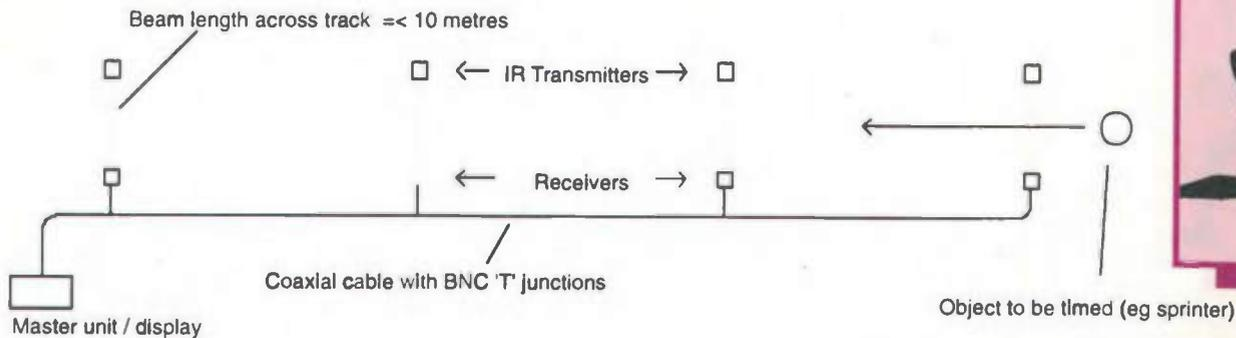 Beam length across track =< 10 metres
IR Transmitters
Receivers
Coaxial cable with BNC 'T' junctions
Object to be timed (eg sprinter)
Master unit / display